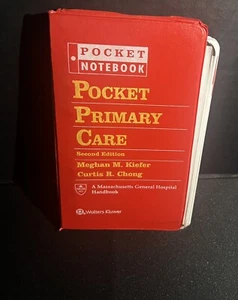 POCKET
NOTEBOOK
POCKET
PRIMARY
CARE
Second Edition
Meghan M. Kiefer
Curtis R. Chong
A Massachusetts General Hospital
Handbook
Wolters Kluwer